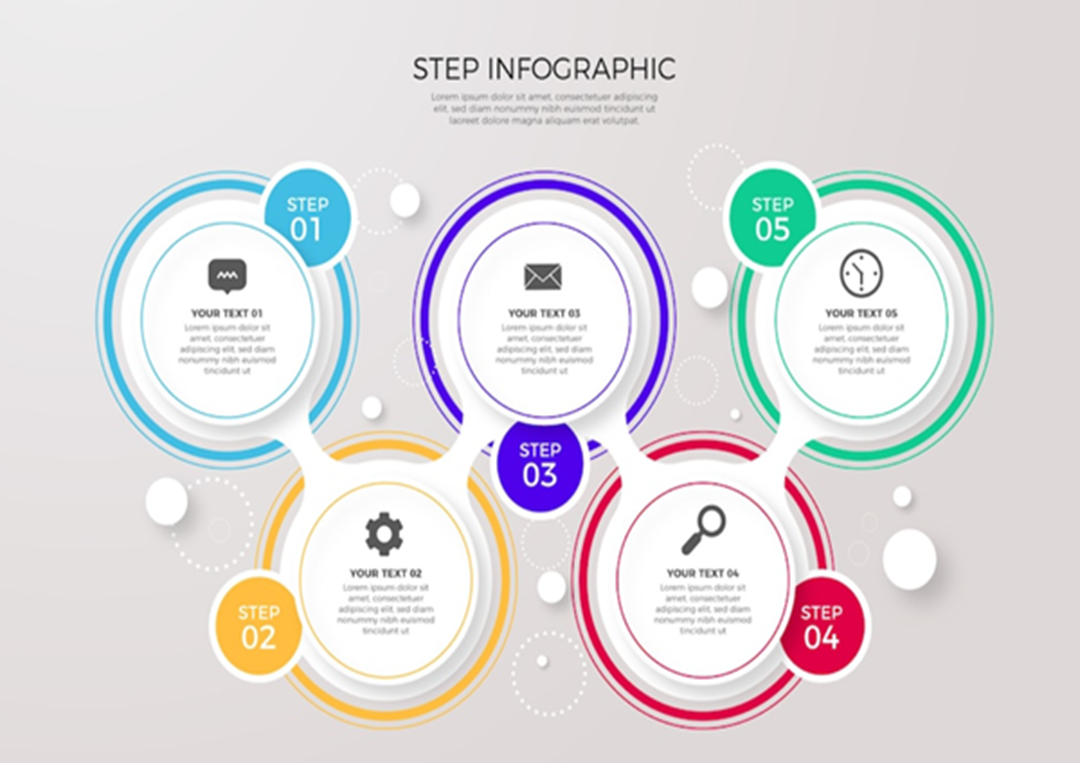 STEP INFOGRAPHIC
Lorem ipsum dolor sit amet, consectetuer adipiscing
elit, sed diam nonummy nibh euismod tincidunt ut
laoreet dolore magna aliquam erat volutpat.
STEP
01
YOUR TEXT 01
Lorem ipsum dolor sit
amet, consectetuer
adipiscing elit, sed diam
nonummy nibh euismod
tincidunt ut
STEP
02
YOUR TEXT 02
Lorem ipsum dolor sit
amet, consectetuer
adipiscing elit, sed diam
nonummy nibh euismod
tincidunt ut
STEP
03
YOUR TEXT 03
Lorem ipsum dolor sit
amet, consectetuer
adipiscing elit, sed diam
nonummy nibh euismod
tincidunt ut
STEP
04
YOUR TEXT 04
Lorem ipsum dolor sit
amet, consectetuer
adipiscing elit, sed diam
nonummy nibh euismod
tincidunt ut
STEP
05
YOUR TEXT 05
Lorem ipsum dolor sit
amet, consectetuer
adipiscing elit, sed diam
nonummy nibh euismod
tincidunt ut